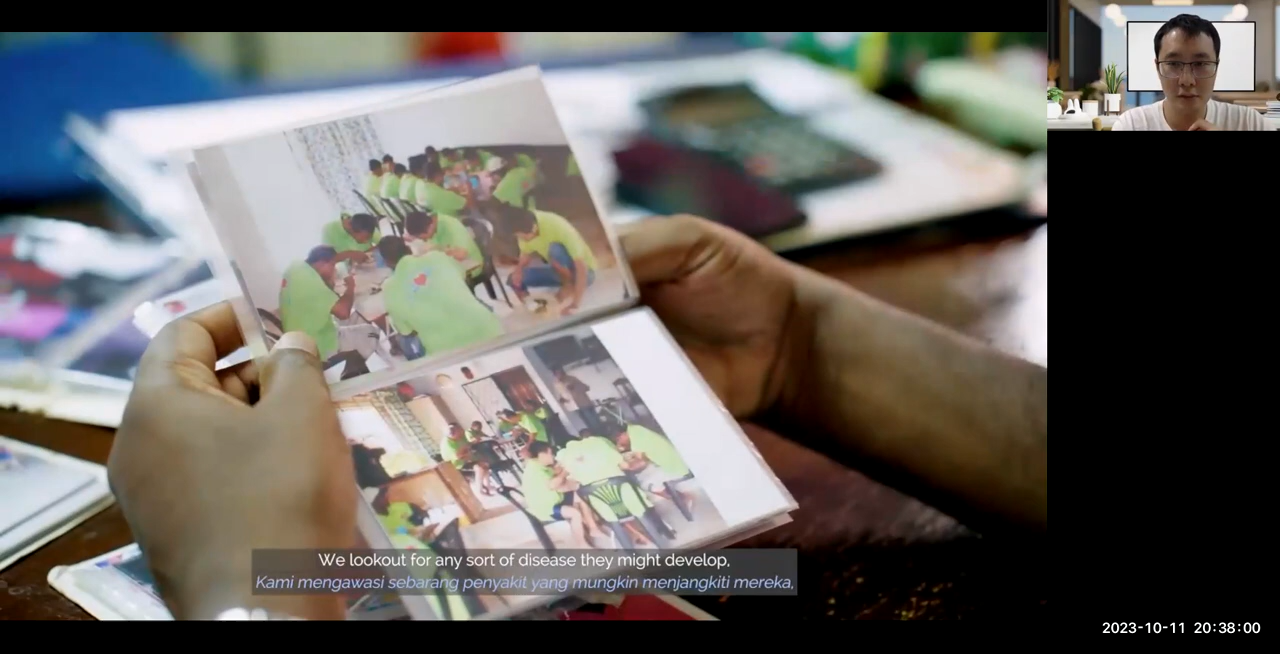 We lookout for any sort of disease they might develop,
Kami mengawasi sebarang penyakit yang mungkin menjangkiti mereka,
2023-10-11 20:38:00